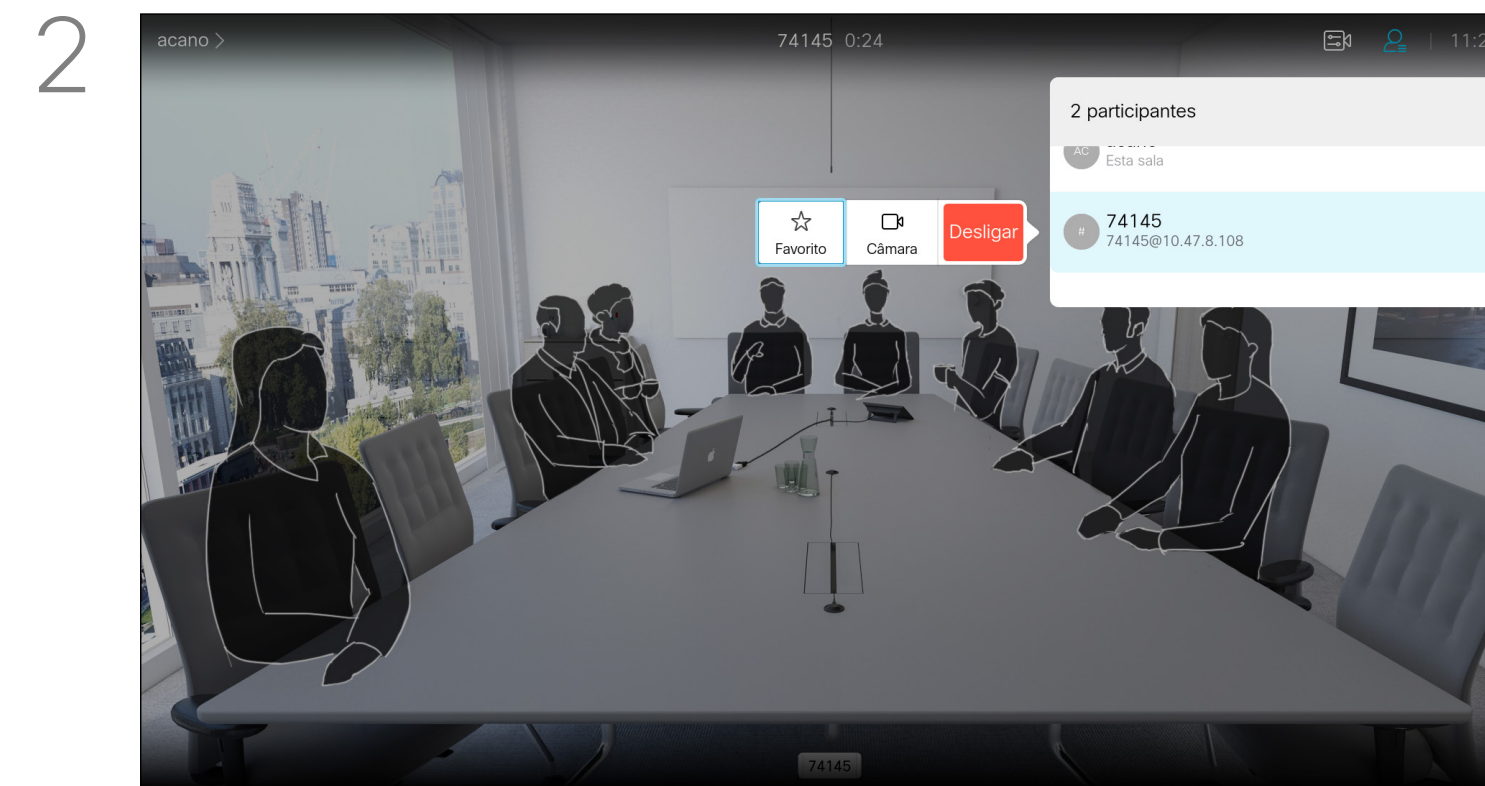 2
acano
74145 0:24
11:2
2 participantes
AC
Esta sala
#
74145
74145@10.47.8.108
Favorito
Câmara
Desligar
74145